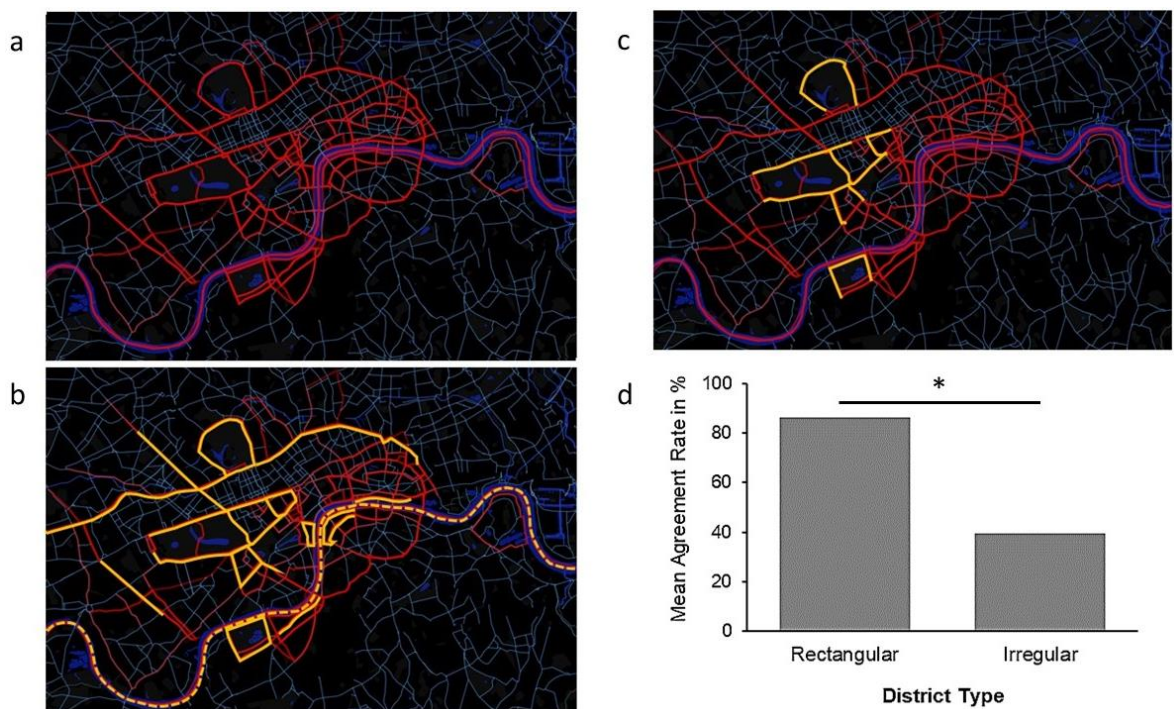 a
c
b
d
100
80
60
40
20
0
Mean Agreement Rate in %
*
Rectangular
Irregular
District Type